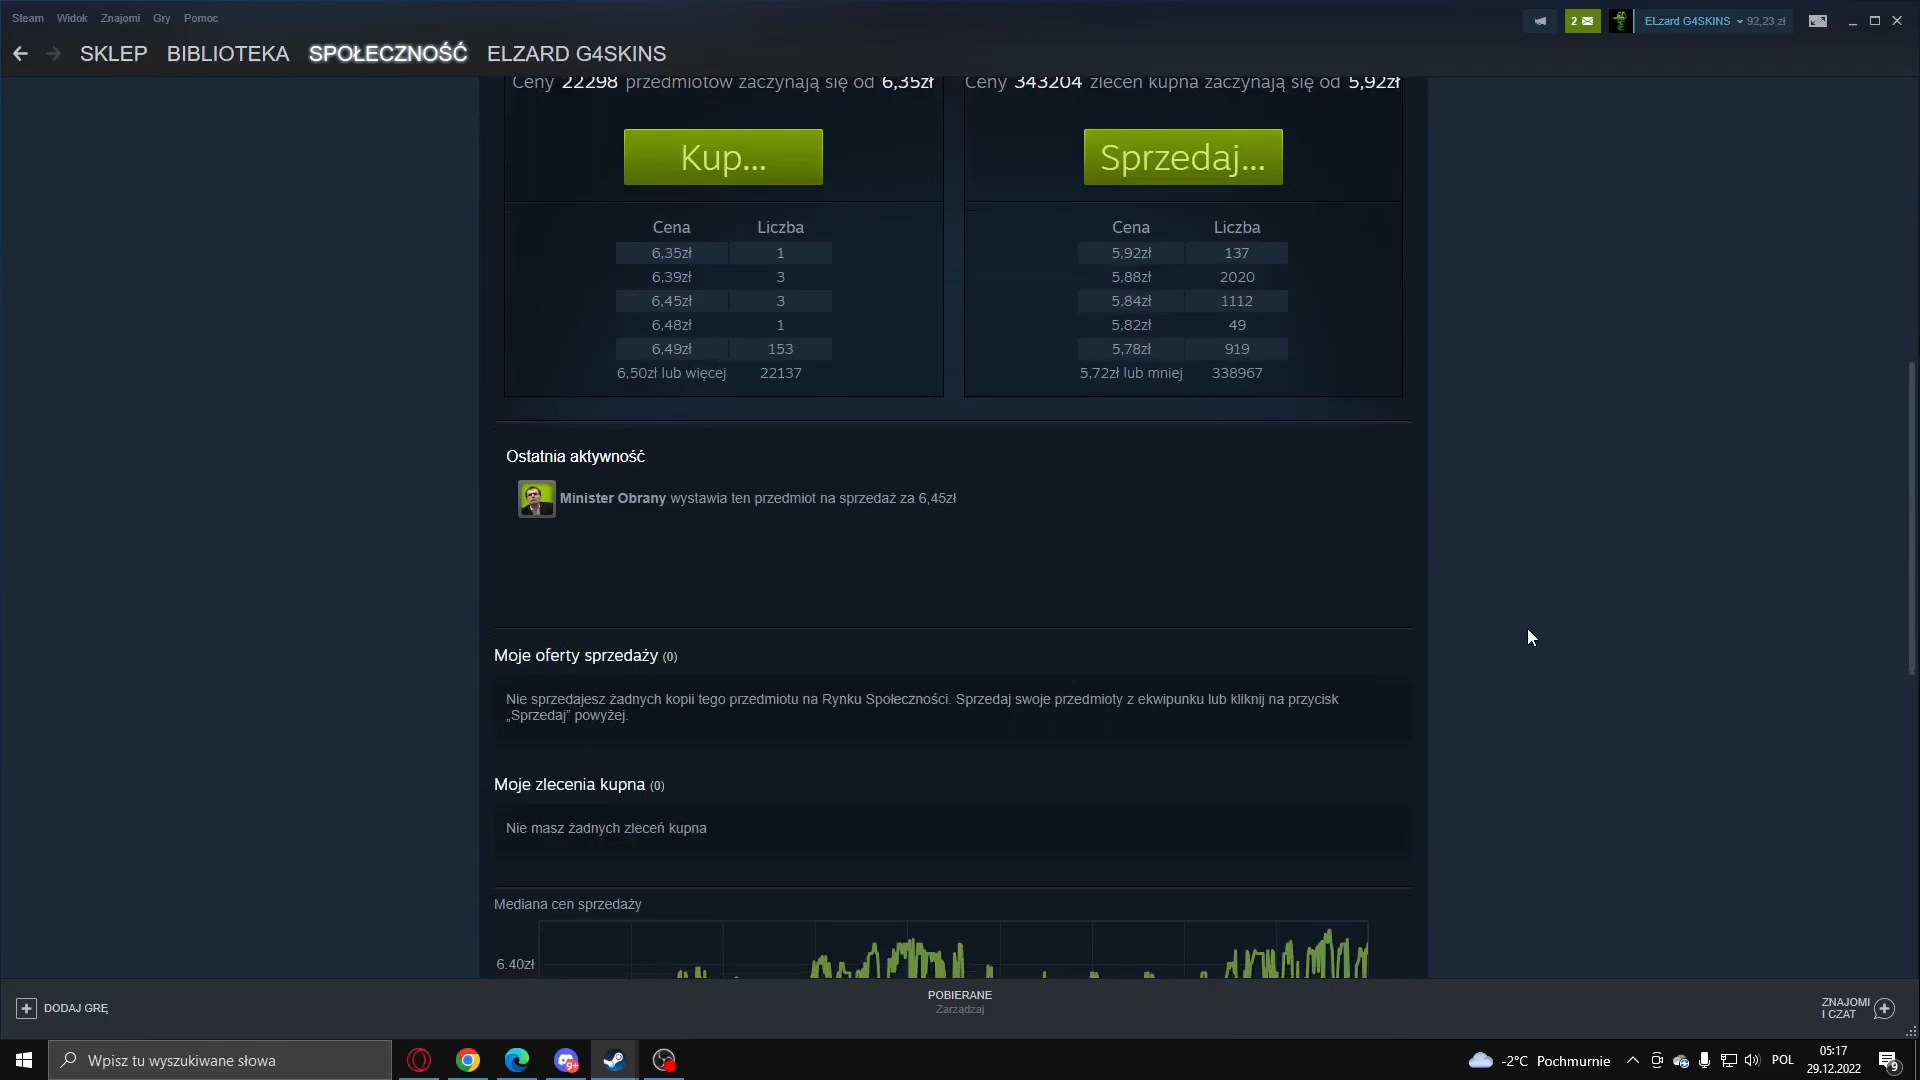 Steam Widok Znajomi Gry Pomoc
2 ELzard G4SKINS 92,23 zł
SKLEP BIBLIOTEKA SPOŁECZNOŚĆ ELZARD G4SKINS
Ceny 22298 przedmiotów zaczynają się od 6,35zł
Ceny 343204 zleceń kupna zaczynają się od 5,92zł
Kup...
Sprzedaj...
Cena Liczba
6,35zł 1
6,39zł 3
6,45zł 3
6,48zł 1
6,49zł 153
6,50zł lub więcej 22137
Cena Liczba
5,92zł 137
5,88zł 2020
5,84zł 1112
5,82zł 49
5,78zł 919
5,72zł lub mniej 338967
Ostatnia aktywność
Minister Obrany wystawia ten przedmiot na sprzedaż za 6,45zł
Moje oferty sprzedaży (0)
Nie sprzedajesz żadnych kopii tego przedmiotu na Rynku Społeczności. Sprzedaj swoje przedmioty z ekwipunku lub kliknij na przycisk
„Sprzedaj” powyżej.
Moje zlecenia kupna (0)
Nie masz żadnych zleceń kupna
Mediana cen sprzedaży
6.40zł
DODAJ GRĘ
POBIERANE
Zarządzaj
ZNAJOMI
I CZAT
Wpisz tu wyszukiwane słowa
9+
-2°C Pochmurnie
POL
05:17
29.12.2022
9